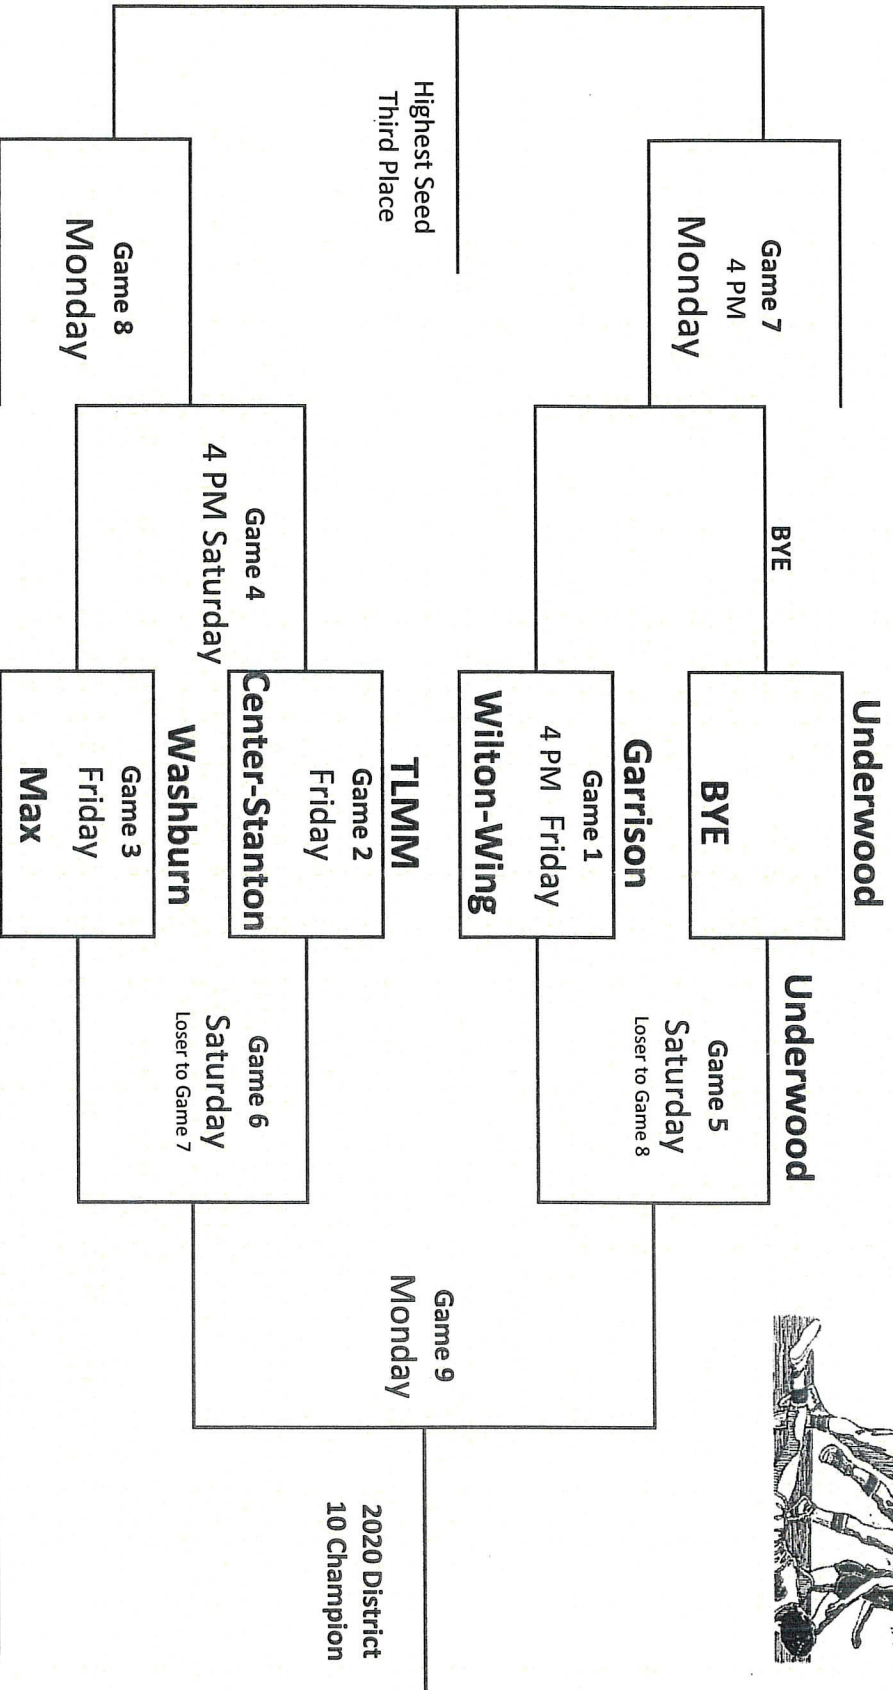 Game 7
4 PM
Monday
Highest Seed
Third Place
Game 8
Monday
BYE
Game 4
4 PM Saturday
Underwood
BYE
Garrison
Game 1
4 PM Friday
Wilton-Wing
TLMM
Game 2
Friday
Center-Stanton
Washburn
Game 3
Friday
Max
Underwood
Game 5
Saturday
Loser to Game 8
Game 6
Saturday
Loser to Game 7
Game 9
Monday
2020 District
10 Champion